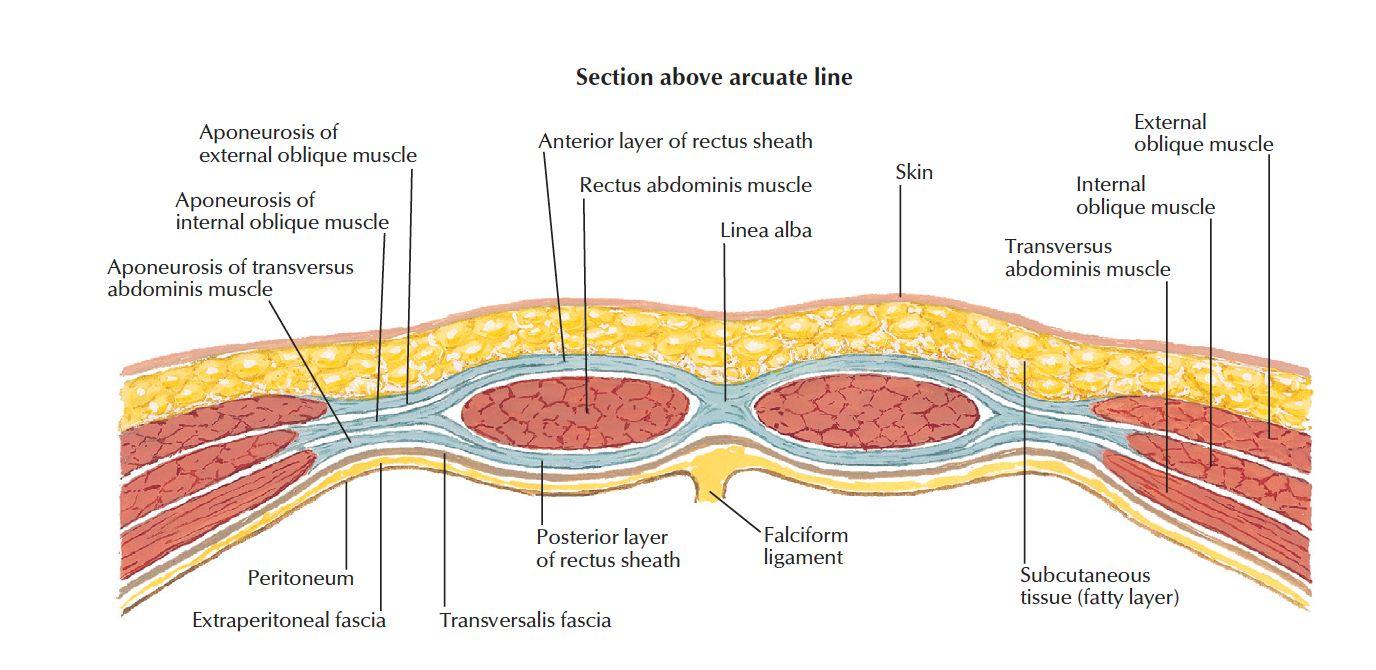 Section above arcuate line
Aponeurosis of
external oblique muscle
Aponeurosis of
internal oblique muscle
Aponeurosis of transversus
abdominis muscle
Anterior layer of rectus sheath
Rectus abdominis muscle
Linea alba
Skin
External
oblique muscle
Internal
oblique muscle
Transversus
abdominis muscle
Peritoneum
Extraperitoneal fascia
Transversalis fascia
Posterior layer
of rectus sheath
Falciform
ligament
Subcutaneous
tissue (fatty layer)